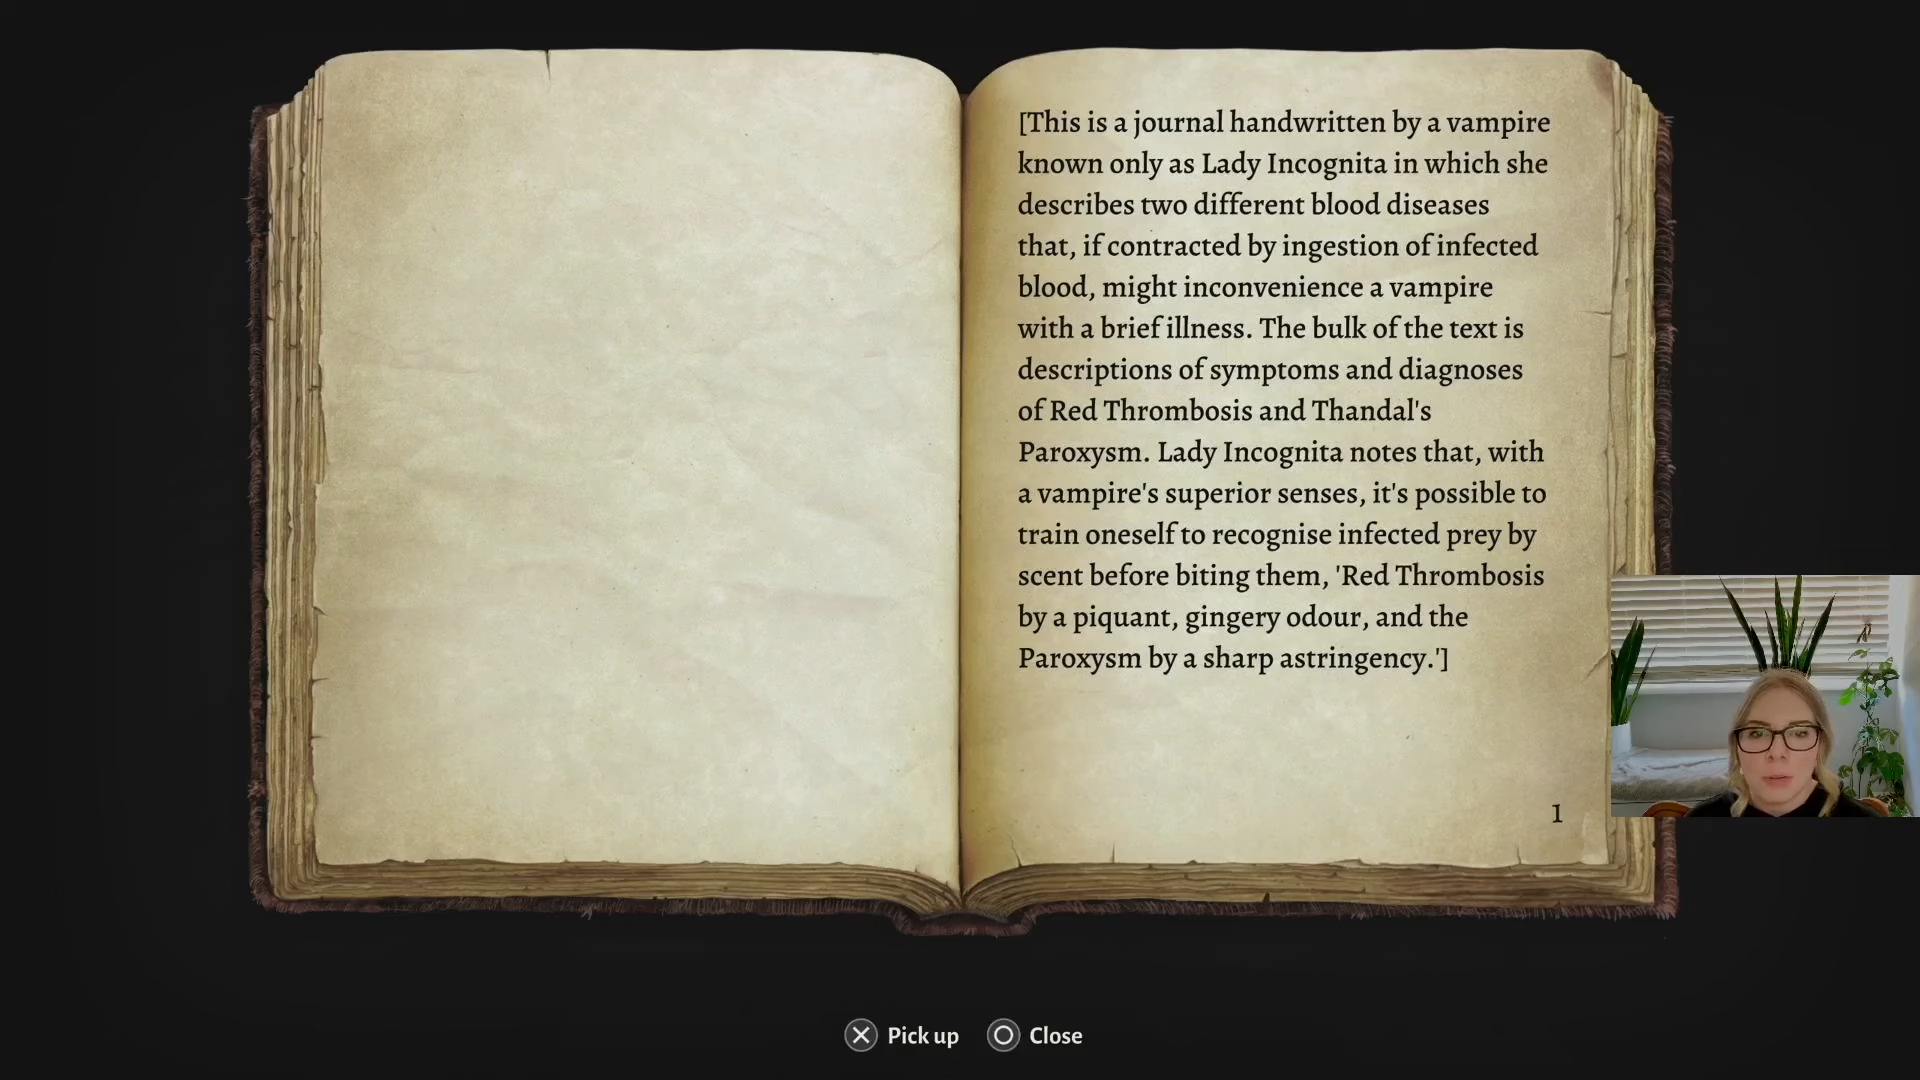 [This is a journal handwritten by a vampire
known only as Lady Incognita in which she
describes two different blood diseases
that, if contracted by ingestion of infected
blood, might inconvenience a vampire
with a brief illness. The bulk of the text is
descriptions of symptoms and diagnoses
of Red Thrombosis and Thandal's
Paroxysm. Lady Incognita notes that, with
a vampire's superior senses, it's possible to
train oneself to recognise infected prey by
scent before biting them, 'Red Thrombosis
by a piquant, gingery odour, and the
Paroxysm by a sharp astringency.']
1
Pick up Close